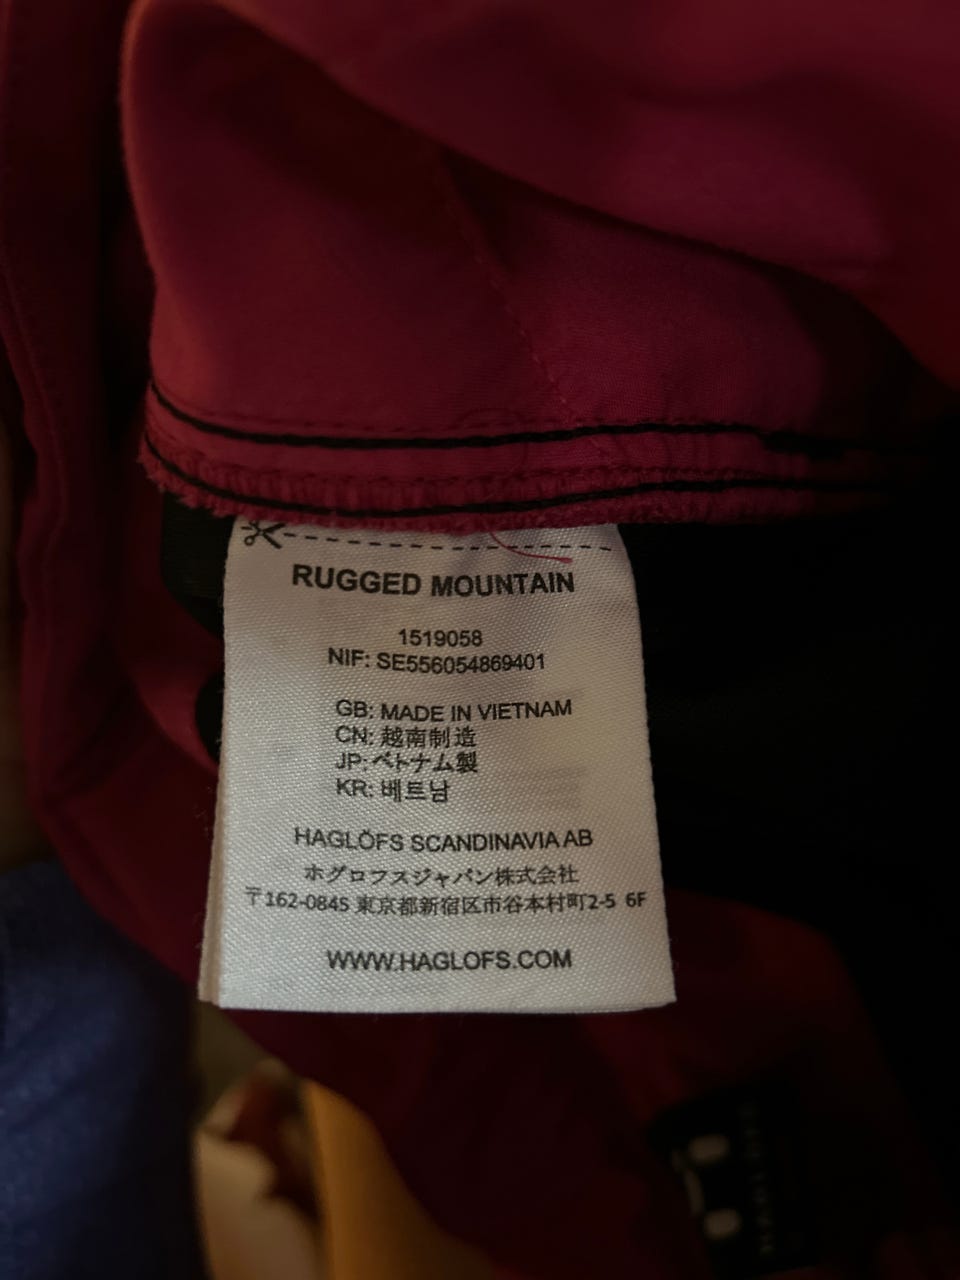 RUGGED MOUNTAIN
1519058
NIF: SE556054869401
GB: MADE IN VIETNAM
CN: 越南制造
JP: ベトナム製
KR: 베트남
HAGLÖFS SCANDINAVIA AB
ホグロフスジャパン株式会社
〒162-0845 東京都新宿区市谷本村町2-5 6F
WWW.HAGLOFS.COM